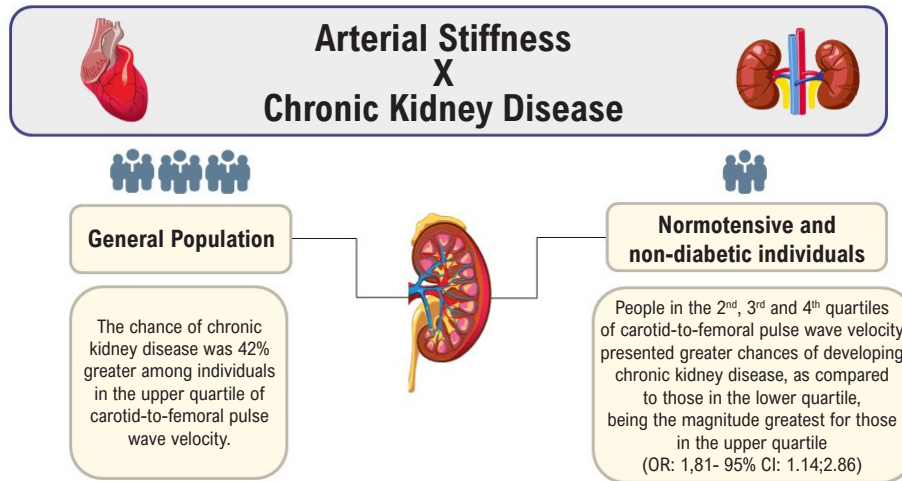 Arterial Stiffness
X
Chronic Kidney Disease
General Population
The chance of chronic
kidney disease was 42%
greater among individuals
in the upper quartile of
carotid-to-femoral pulse
wave velocity.
Normotensive and
non-diabetic individuals
People in the 2nd, 3rd and 4th quartiles
of carotid-to-femoral pulse wave velocity
presented greater chances of developing
chronic kidney disease, as compared
to those in the lower quartile,
being the magnitude greatest for those
in the upper quartile
(OR: 1,81- 95% CI: 1.14;2.86)